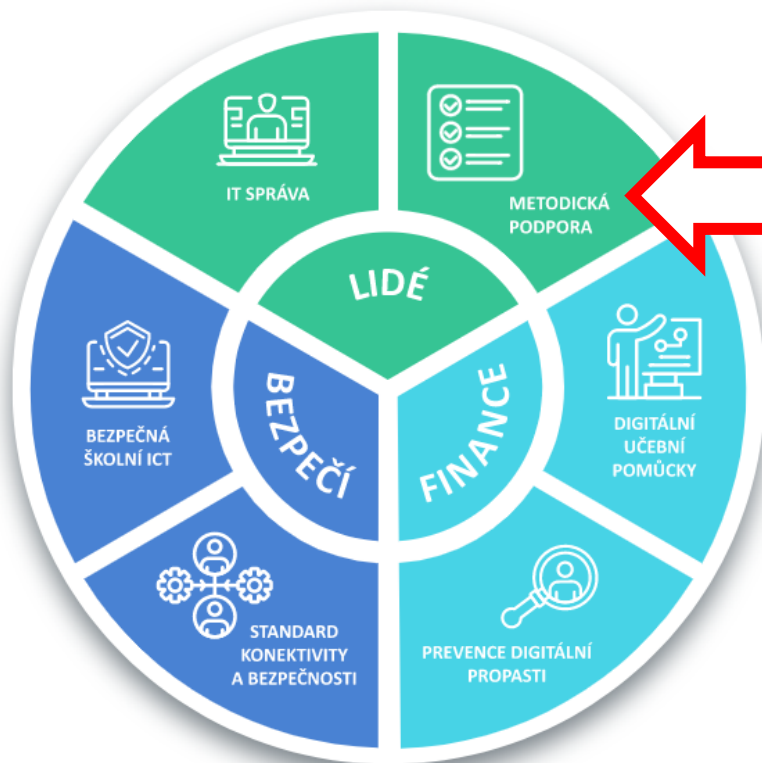 IT SPRÁVA
METODICKÁ
PODPORA
LIDÉ
BEZPEČÍ
FINANCE
BEZPEČNÁ
ŠKOLNÍ ICT
DIGITÁLNÍ
UČEBNÍ
POMŮCKY
STANDARD
KONEKTIVITY
A BEZPEČNOSTI
PREVENCE DIGITÁLNÍ
PROPASTI